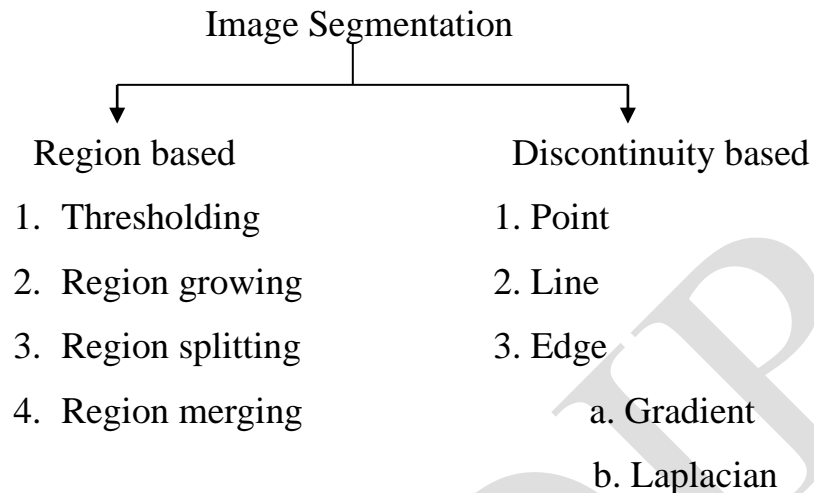 Image Segmentation
Region based
1. Thresholding
2. Region growing
3. Region splitting
4. Region merging
Discontinuity based
1. Point
2. Line
3. Edge
a. Gradient
b. Laplacian